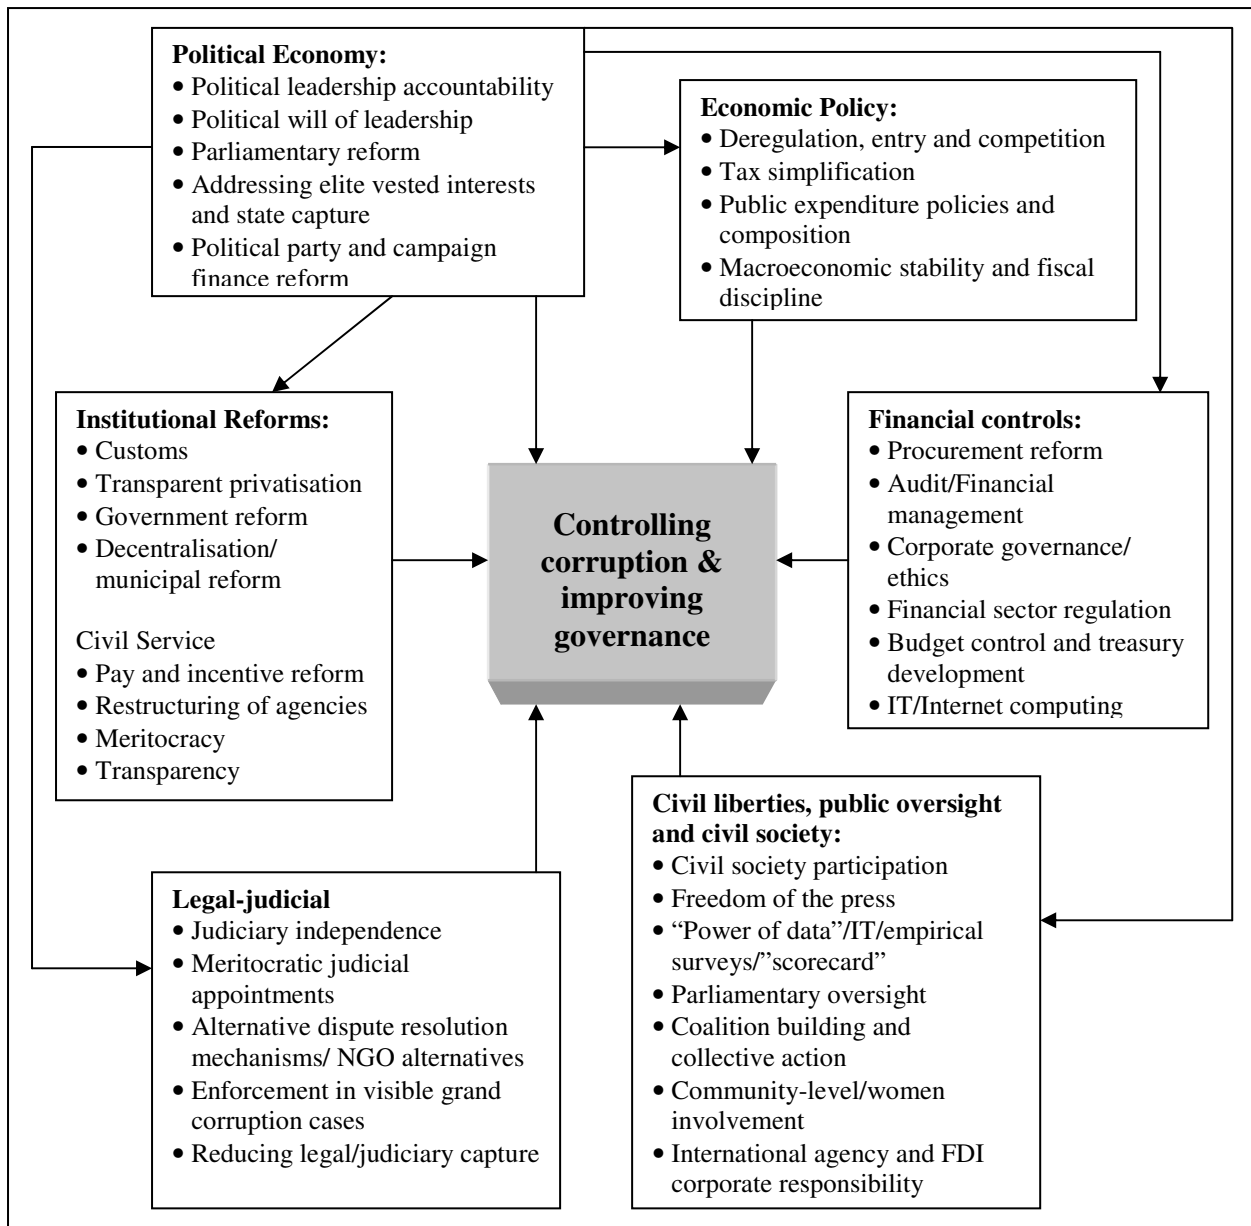 Political Economy:
• Political leadership accountability
• Political will of leadership
• Parliamentary reform
• Addressing elite vested interests
and state capture
• Political party and campaign
finance reform
Economic Policy:
• Deregulation, entry and competition
• Tax simplification
• Public expenditure policies and
composition
• Macroeconomic stability and fiscal
discipline
Institutional Reforms:
• Customs
• Transparent privatisation
• Government reform
• Decentralisation/
municipal reform
Civil Service
• Pay and incentive reform
• Restructuring of agencies
• Meritocracy
• Transparency
Controlling
corruption &
improving
governance
Financial controls:
• Procurement reform
• Audit/Financial
management
• Corporate governance/
ethics
• Financial sector regulation
• Budget control and treasury
development
• IT/Internet computing
Legal-judicial
• Judiciary independence
• Meritocratic judicial
appointments
• Alternative dispute resolution
mechanisms/ NGO alternatives
• Enforcement in visible grand
corruption cases
• Reducing legal/judiciary capture
Civil liberties, public oversight
and civil society:
• Civil society participation
• Freedom of the press
• “Power of data”/IT/empirical
surveys/”scorecard”
• Parliamentary oversight
• Coalition building and
collective action
• Community-level/women
involvement
• International agency and FDI
corporate responsibility